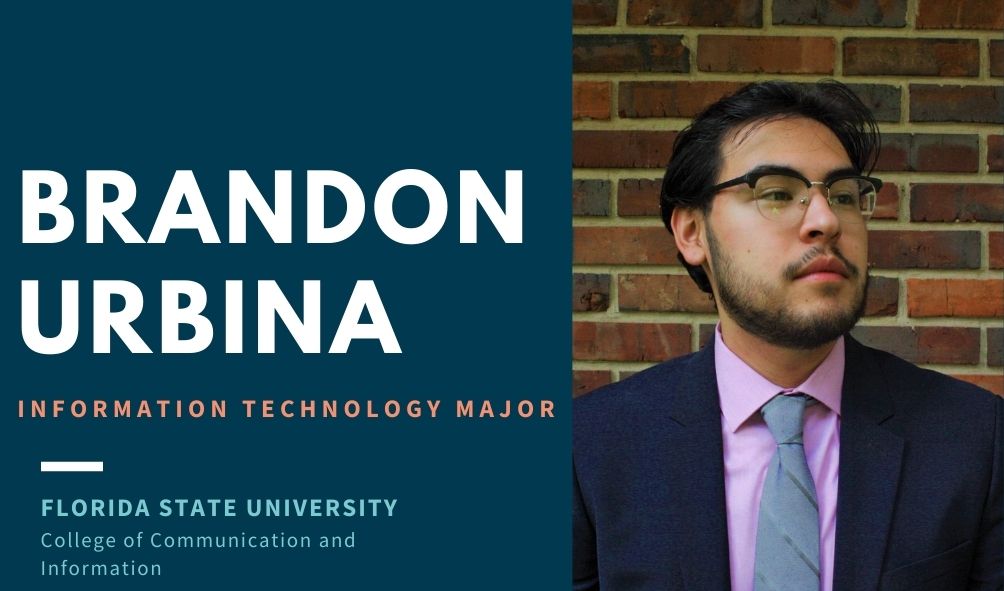 BRANDON
URBINA
INFORMATION TECHNOLOGY MAJOR
FLORIDA STATE UNIVERSITY
College of Communication and
Information